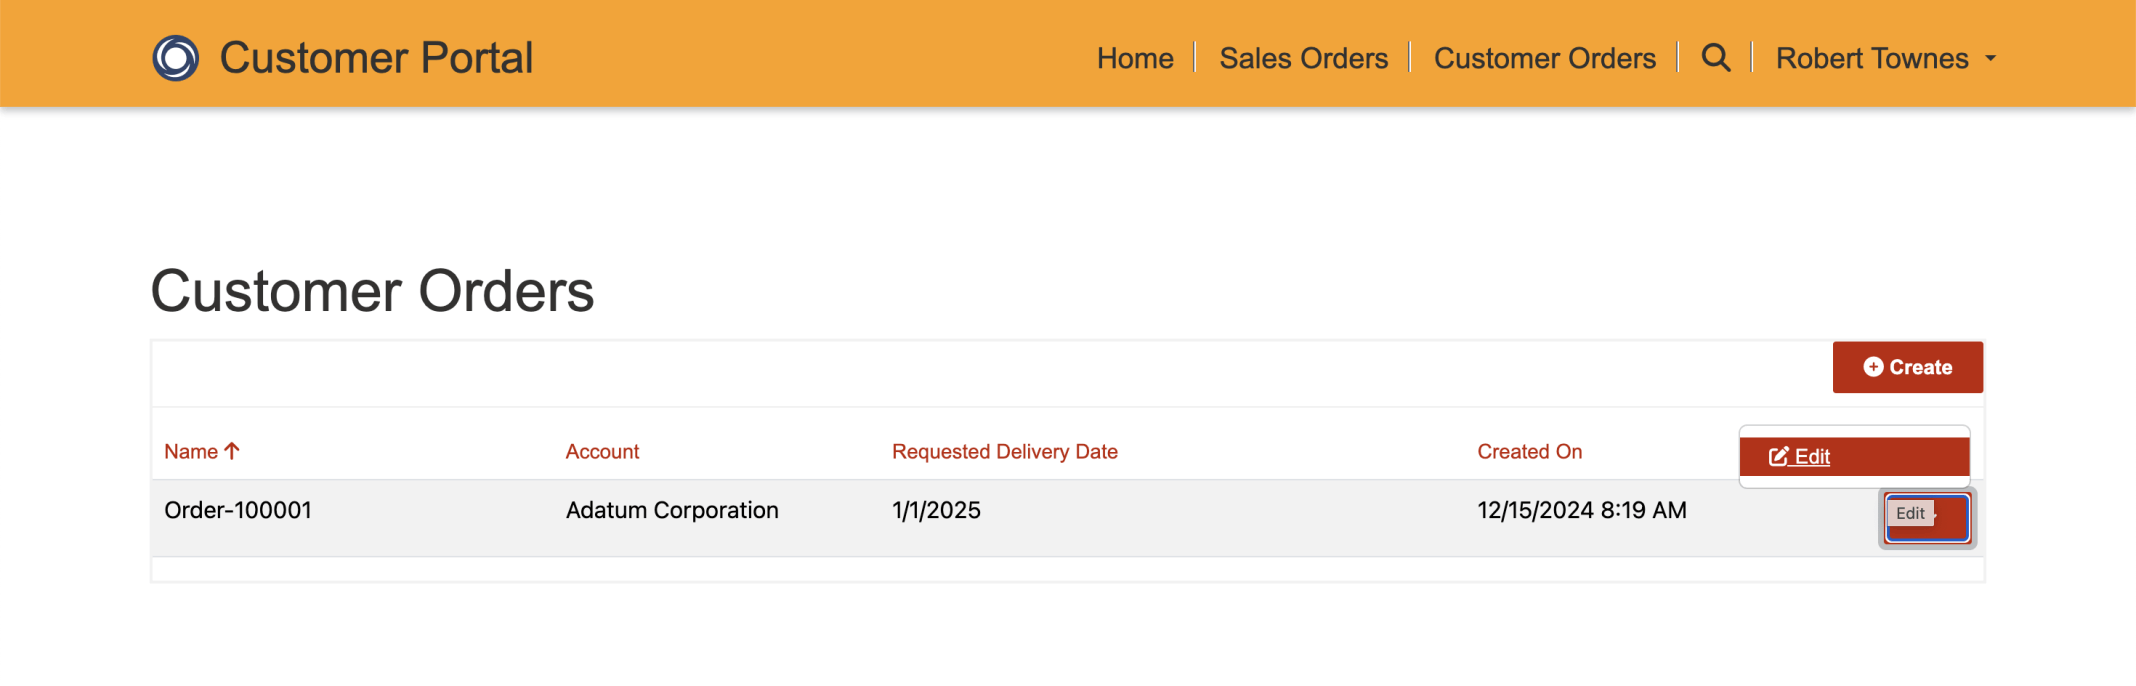 Customer Portal
Home Sales Orders Customer Orders Robert Townes
Customer Orders
Create
Name Account Requested Delivery Date Created On
Edit
Order-100001 Adatum Corporation 1/1/2025 12/15/2024 8:19 AM
Edit